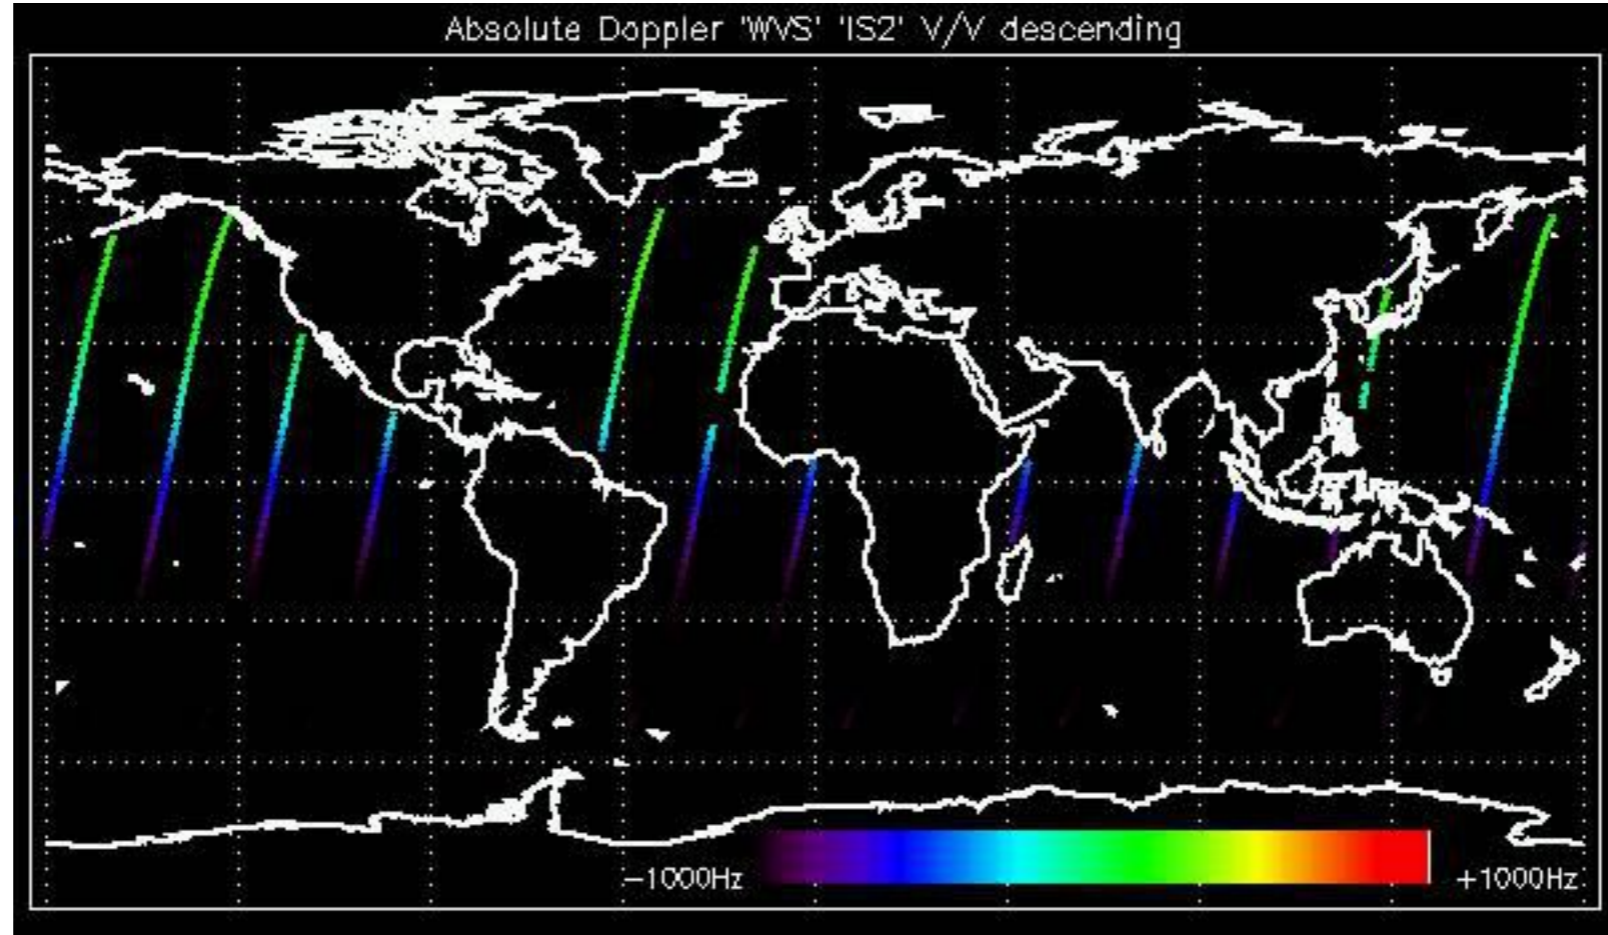 Absolute Doppler 'WVS' 'IS2' V/V descending
−1000Hz +1000Hz